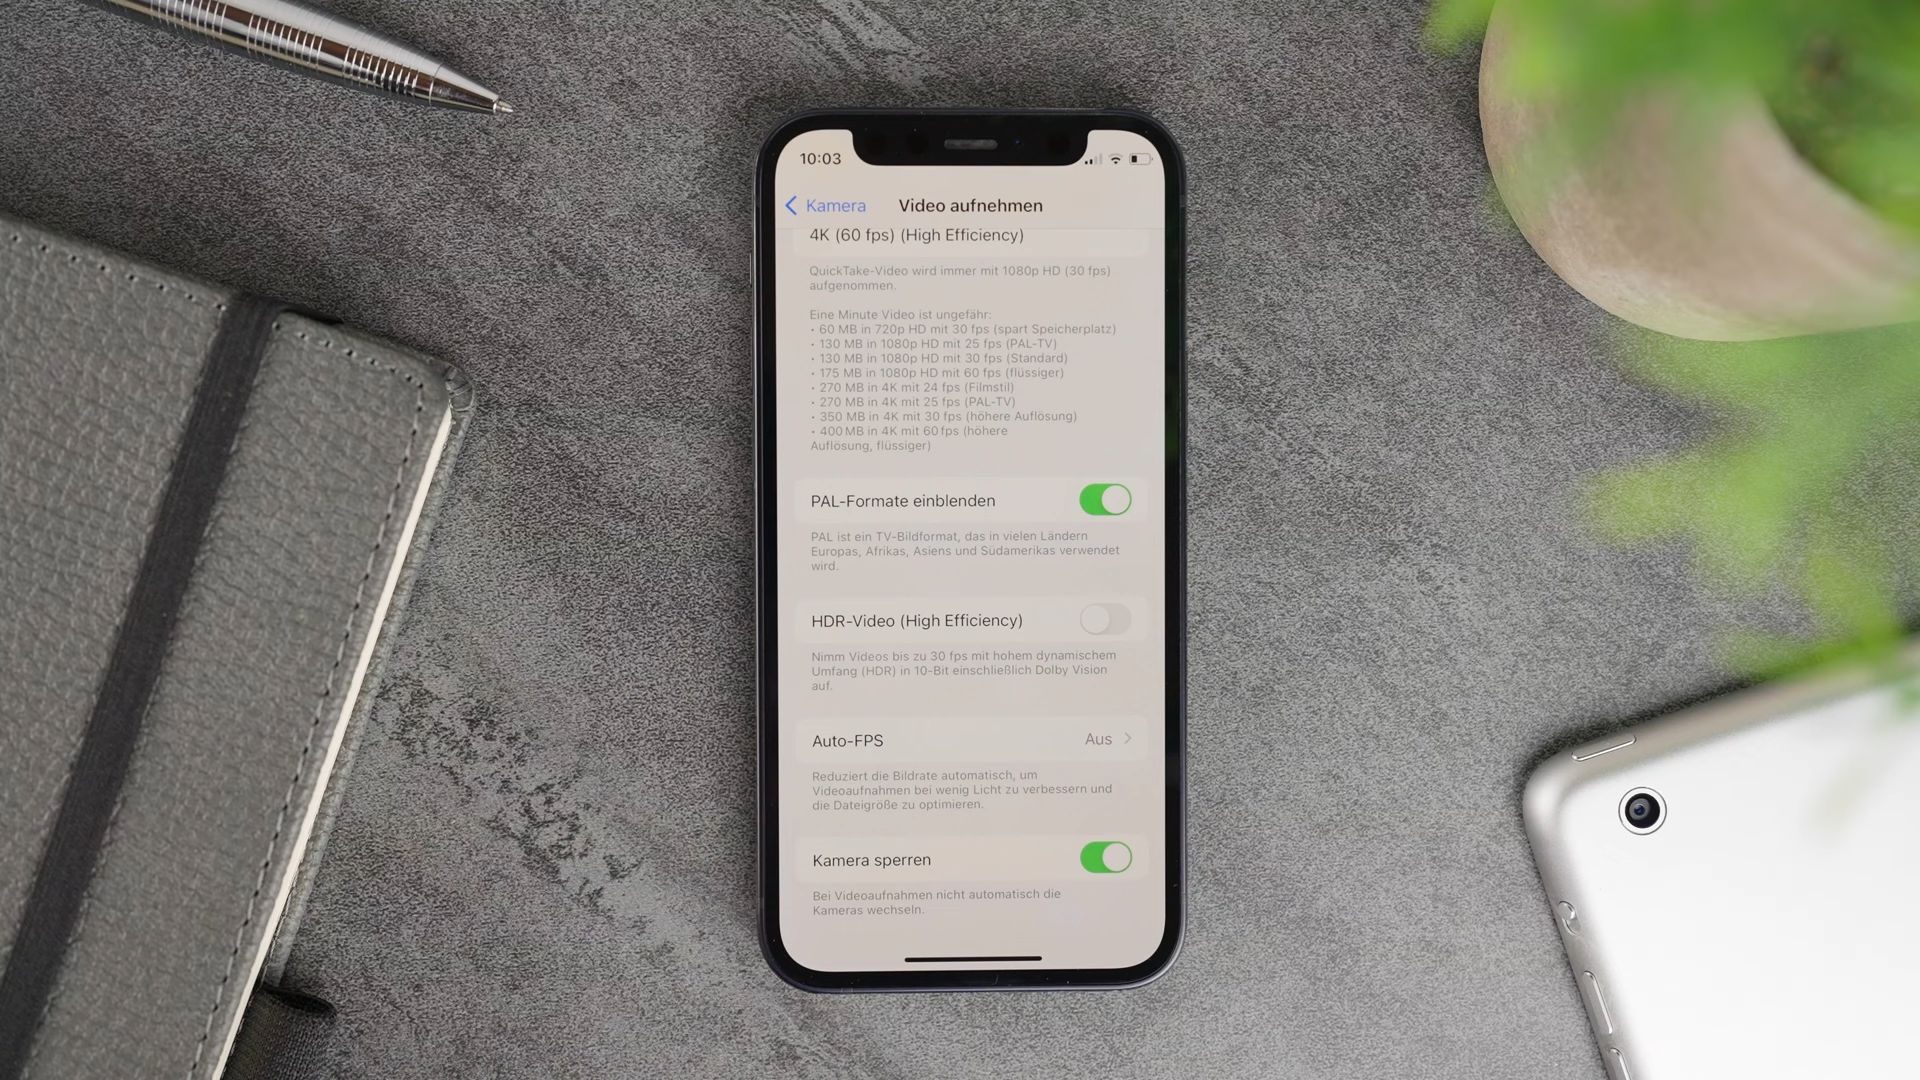 10:03
Kamera
Video aufnehmen
4K (60 fps) (High Efficiency)
QuickTake-Video wird immer mit 1080p HD (30 fps)
aufgenommen.
Eine Minute Video ist ungefähr:
• 60 MB in 720p HD mit 30 fps (spart Speicherplatz)
• 130 MB in 1080p HD mit 25 fps (PAL-TV)
• 130 MB in 1080p HD mit 30 fps (Standard)
• 175 MB in 1080p HD mit 60 fps (flüssiger)
• 270 MB in 4K mit 24 fps (Filmstil)
• 270 MB in 4K mit 25 fps (PAL-TV)
• 350 MB in 4K mit 30 fps (höhere Auflösung)
• 400 MB in 4K mit 60 fps (höhere
Auflösung, flüssiger)
PAL-Formate einblenden
PAL ist ein TV-Bildformat, das in vielen Ländern
Europas, Afrikas, Asiens und Südamerikas verwendet
wird.
HDR-Video (High Efficiency)
Nimm Videos bis zu 30 fps mit hohem dynamischem
Umfang (HDR) in 10-Bit einschließlich Dolby Vision
auf.
Auto-FPS
Aus
Reduziert die Bildrate automatisch, um
Videoaufnahmen bei wenig Licht zu verbessern und
die Dateigröße zu optimieren.
Kamera sperren
Bei Videoaufnahmen nicht automatisch die
Kameras wechseln.